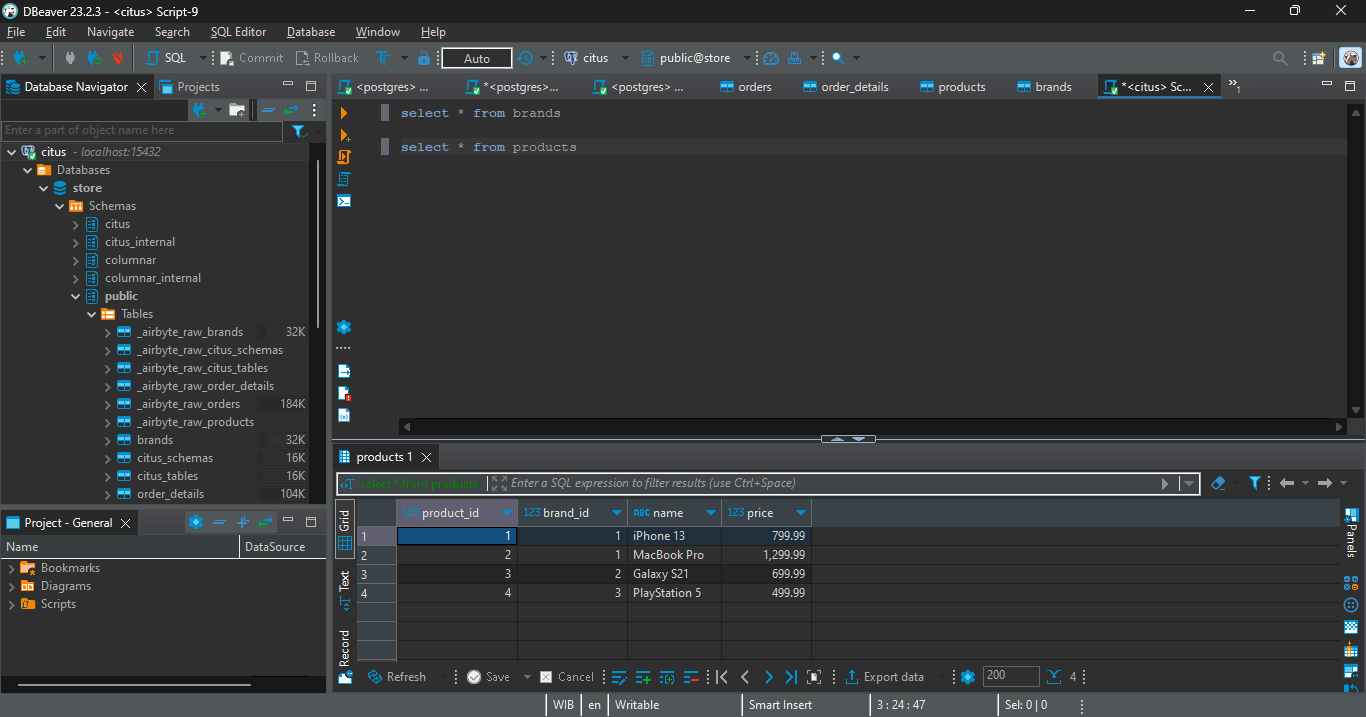 DBeaver 23.2.3 - <citus> Script-9
File Edit Navigate Search SQL Editor Database Window Help
SQL Commit Rollback Auto citus public@store
Database Navigator Projects
<postgres> ... *<postgres>... <postgres> ... orders order_details products brands *<citus> Sc... »1
Enter a part of object name here
citus - localhost:15432
Databases
store
Schemas
citus
citus_internal
columnar
columnar_internal
public
Tables
_airbyte_raw_brands 32K
_airbyte_raw_citus_schemas
_airbyte_raw_citus_tables
_airbyte_raw_order_details
_airbyte_raw_orders 184K
_airbyte_raw_products
brands 32K
citus_schemas 16K
citus_tables 16K
order_details 104K
select * from brands
select * from products
Project - General
Name DataSource
Bookmarks
Diagrams
Scripts
products 1
select * from products Enter a SQL expression to filter results (use Ctrl+Space)
Grid
Text
Record
Panels
123 product_id 123 brand_id ABC name 123 price
1 1 1 iPhone 13 799.99
2 2 1 MacBook Pro 1,299.99
3 3 2 Galaxy S21 699.99
4 4 3 PlayStation 5 499.99
Refresh Save Cancel Export data 200 4
WIB en Writable Smart Insert 3 : 24 : 47 Sel: 0 | 0